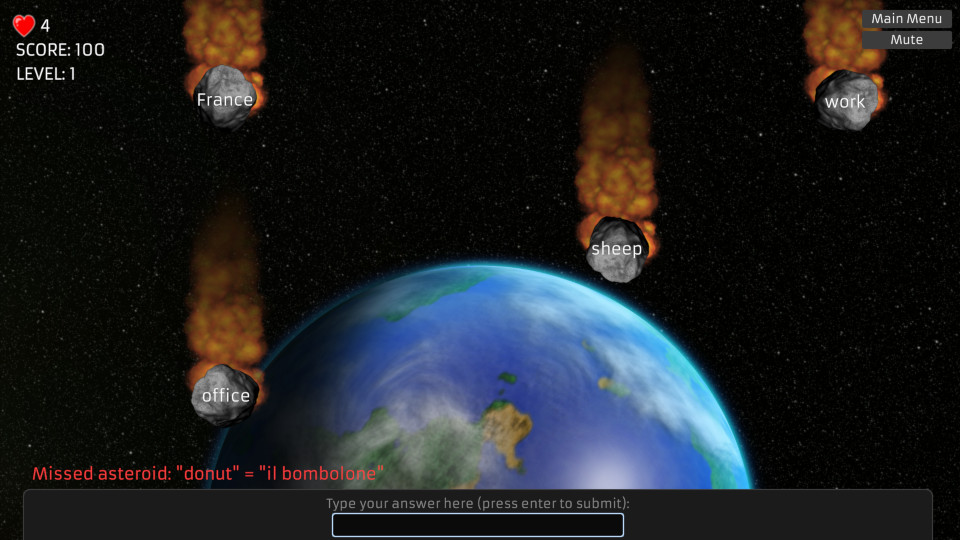 4
SCORE: 100
LEVEL: 1
Main Menu
Mute
France
work
sheep
office
Missed asteroid: "donut" = "il bombolone"
Type your answer here (press enter to submit):